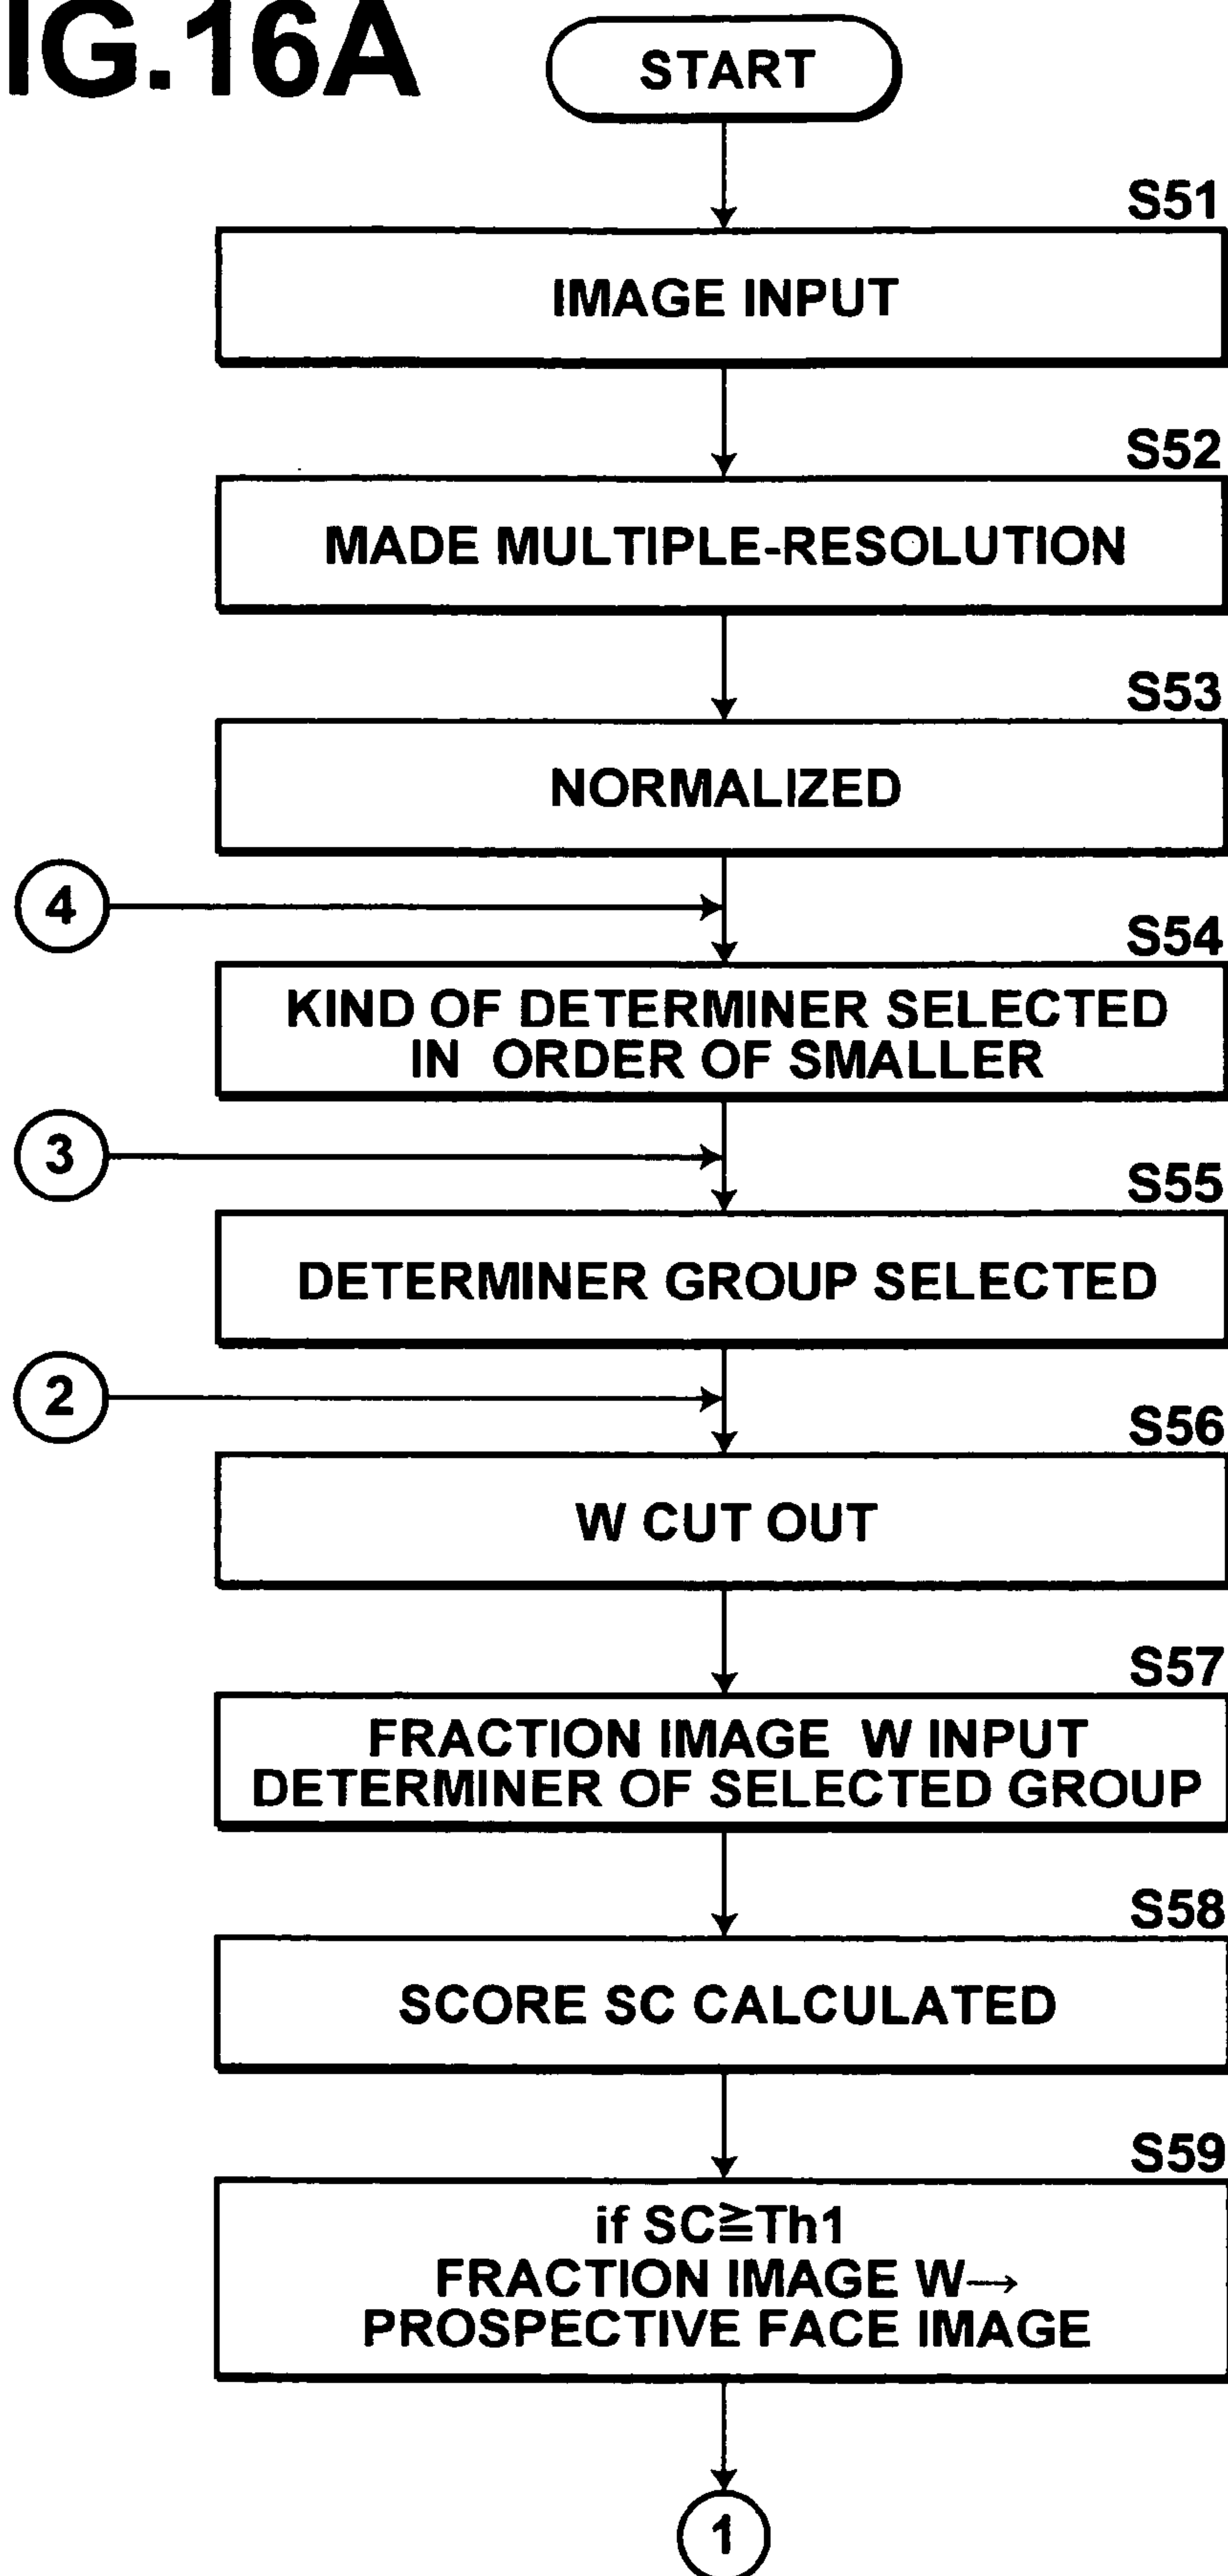 IG.16A
START
S51
IMAGE INPUT
S52
MADE MULTIPLE-RESOLUTION
S53
NORMALIZED
4
S54
KIND OF DETERMINER SELECTED
IN ORDER OF SMALLER
3
S55
DETERMINER GROUP SELECTED
2
S56
W CUT OUT
S57
FRACTION IMAGE W INPUT
DETERMINER OF SELECTED GROUP
S58
SCORE SC CALCULATED
S59
if SC≧Th1
FRACTION IMAGE W→
PROSPECTIVE FACE IMAGE
1